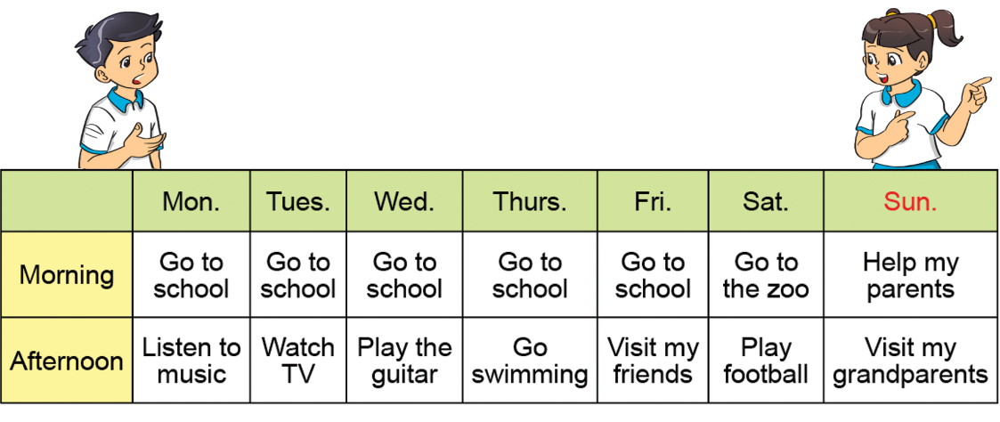 Mon. Tues. Wed. Thurs. Fri. Sat. Sun.
Morning
Go to
school
Go to
school
Go to
school
Go to
school
Go to
school
Go to
the zoo
Help my
parents
Afternoon
Listen to
music
Watch
TV
Play the
guitar
Go
swimming
Visit my
friends
Play
football
Visit my
grandparents